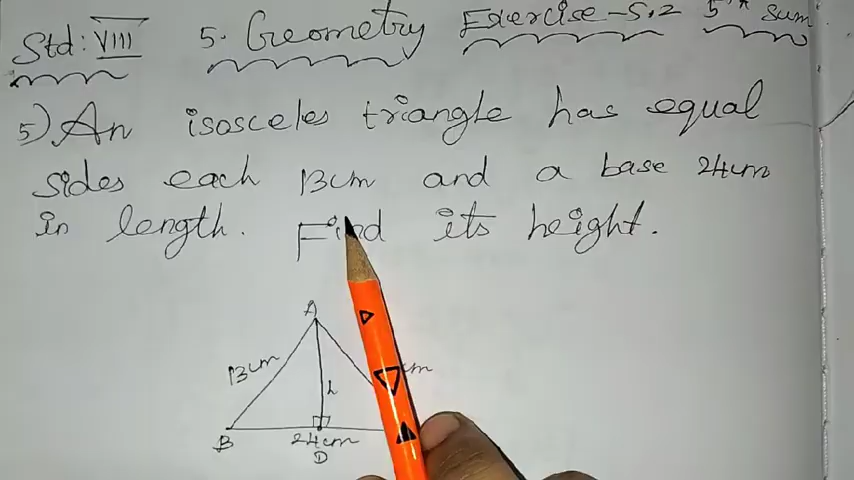 Std: VIII 5. Geometry Exercise-5.2 5th sum
5) An isosceles triangle has equal
sides each 13cm and a base 24cm
in length. Find its height.
A
13cm
cm
h
B 24cm
D